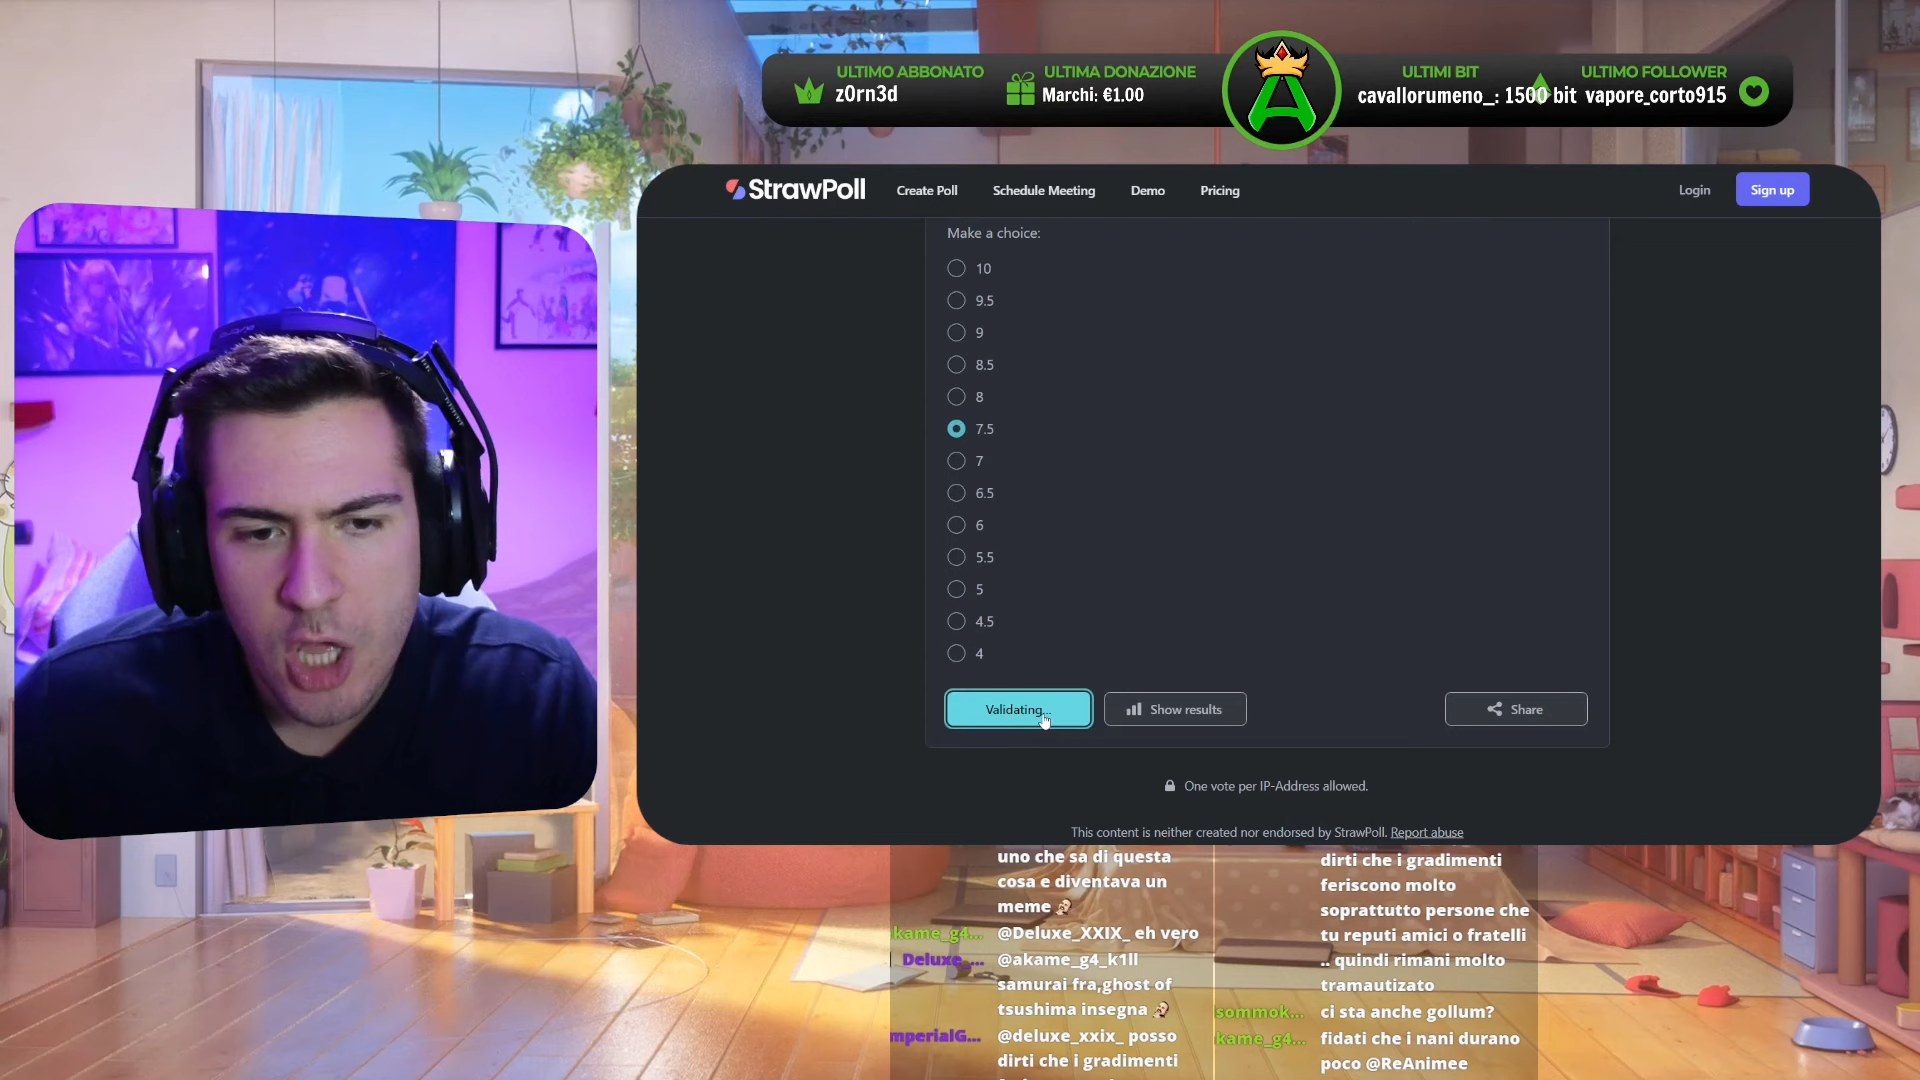 ULTIMO ABBONATO
z0rn3d
ULTIMA DONAZIONE
Marchi: €1.00
A
ULTIMI BIT
cavallorumeno_: 1500 bit
ULTIMO FOLLOWER
vapore_corto915
StrawPoll
Create Poll
Schedule Meeting
Demo
Pricing
Login
Sign up
Make a choice:
10
9.5
9
8.5
8
7.5
7
6.5
6
5.5
5
4.5
4
Validating...
Show results
Share
One vote per IP-Address allowed.
This content is neither created nor endorsed by StrawPoll. Report abuse
uno che sa di questa
cosa e diventava un
meme
kame_g4... @Deluxe_XXIX_ eh vero
Deluxe_... @akame_g4_k1ll
samurai fra,ghost of
tsushima insegna
mperialG... @deluxe_xxix_ posso
dirti che i gradimenti
dirti che i gradimenti
feriscono molto
soprattutto persone che
tu reputi amici o fratelli
.. quindi rimani molto
tramautizato
sommok... ci sta anche gollum?
kame_g4... fidati che i nani durano
poco @ReAnimee